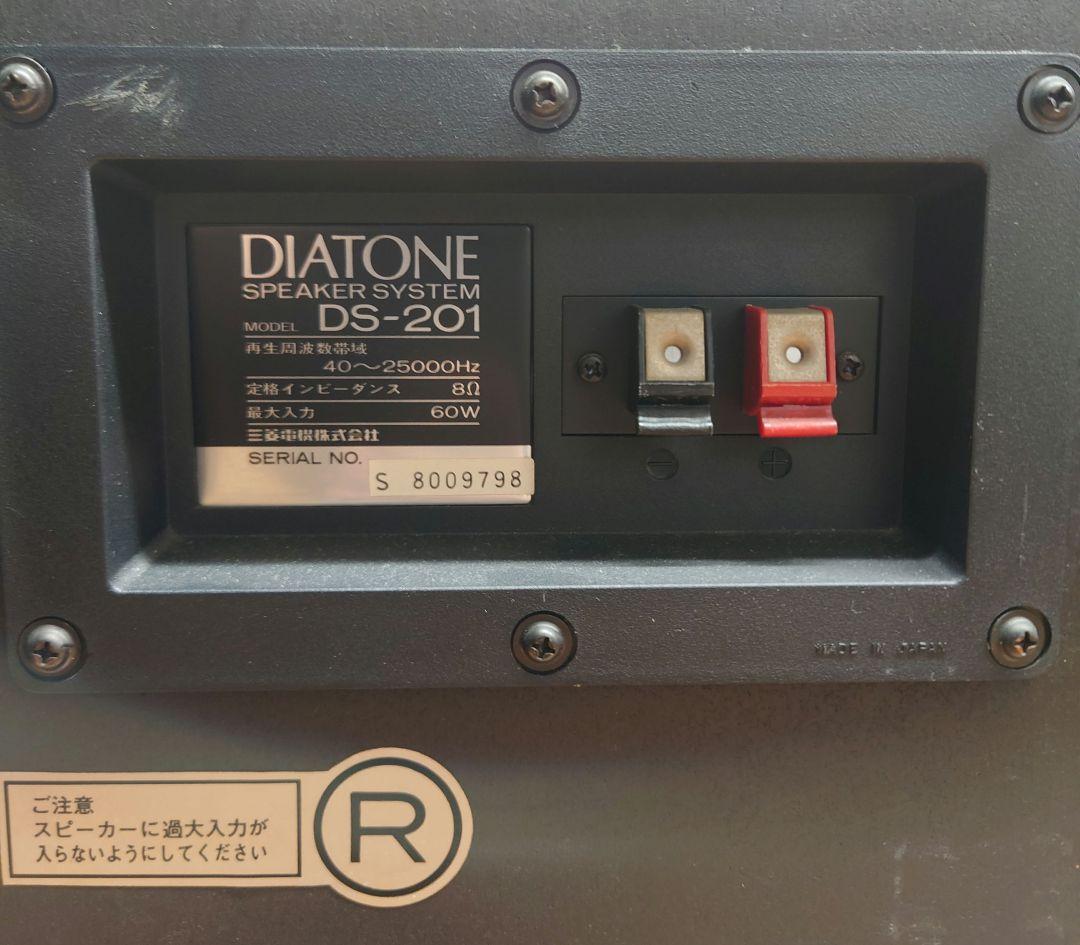 DIATONE
SPEAKER SYSTEM
MODEL DS-201
再生周波数帯域
40〜25000Hz
定格インピーダンス 8Ω
最大入力 60W
三菱電機株式会社
SERIAL NO.
S 8009798
⊖ ⊕
MADE IN JAPAN
ご注意
スピーカーに過大入力が
入らないようにしてください
R